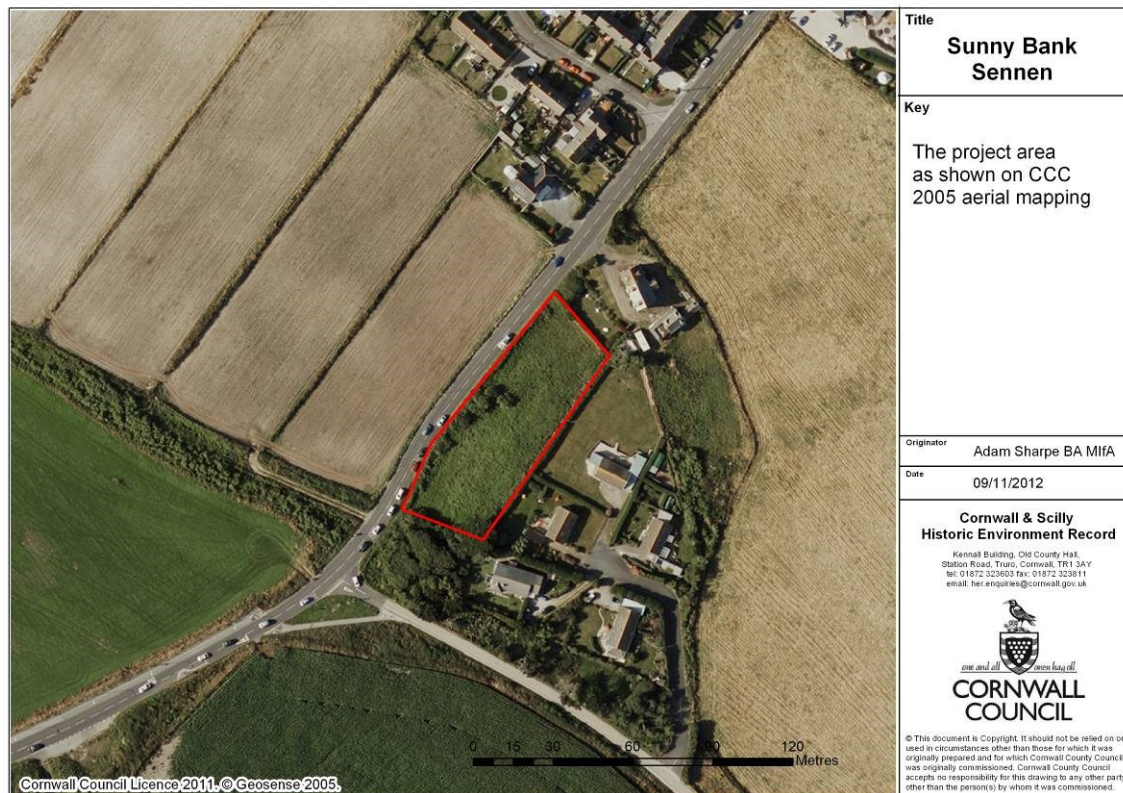 Title
Sunny Bank
Sennen
Key
The project area
as shown on CCC
2005 aerial mapping
Originator
Adam Sharpe BA MIfA
Date
09/11/2012
Cornwall & Scilly
Historic Environment Record
Kennall Building, Old County Hall,
Station Road, Truro, Cornwall, TR1 3AY
tel: 01872 323603 fax: 01872 323811
email: her.enquiries@cornwall.gov.uk
one and all onen hag oll
CORNWALL
COUNCIL
© This document is Copyright. It should not be relied on or
used in circumstances other than those for which it was
originally prepared and for which Cornwall County Council
was originally commissioned. Cornwall County Council
accepts no responsibility for this drawing to any other party
other than the person(s) by whom it was commissioned.
0 15 30 60 90 120
Metres
Cornwall Council Licence 2011. © Geosense 2005.